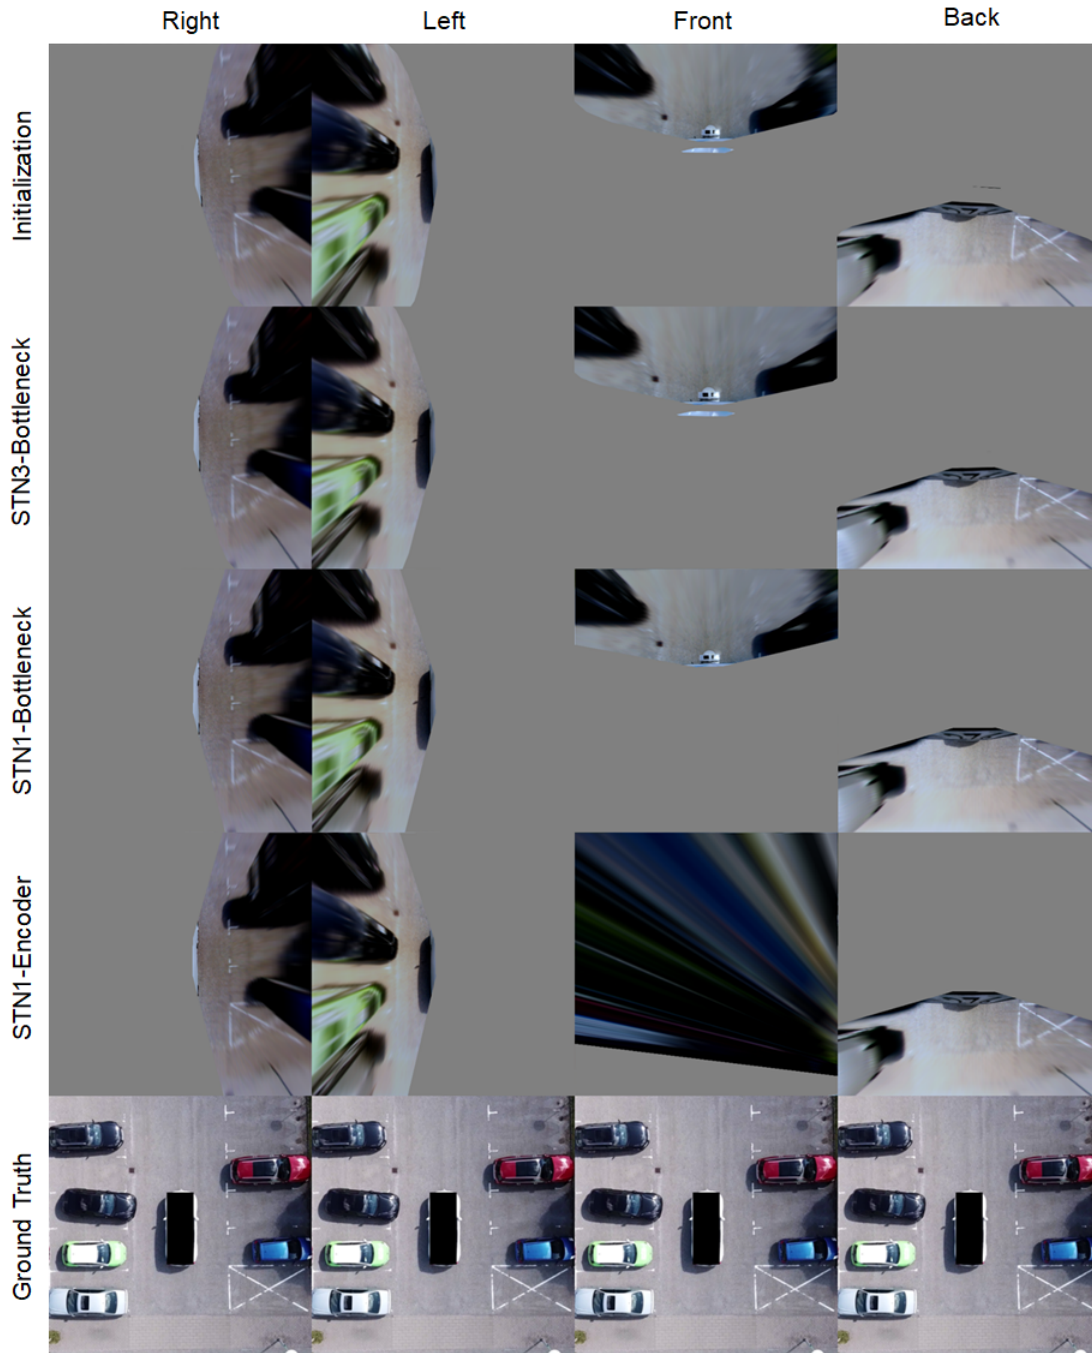 Right Left Front Back
Initialization
STN3-Bottleneck
STN1-Bottleneck
STN1-Encoder
Ground Truth